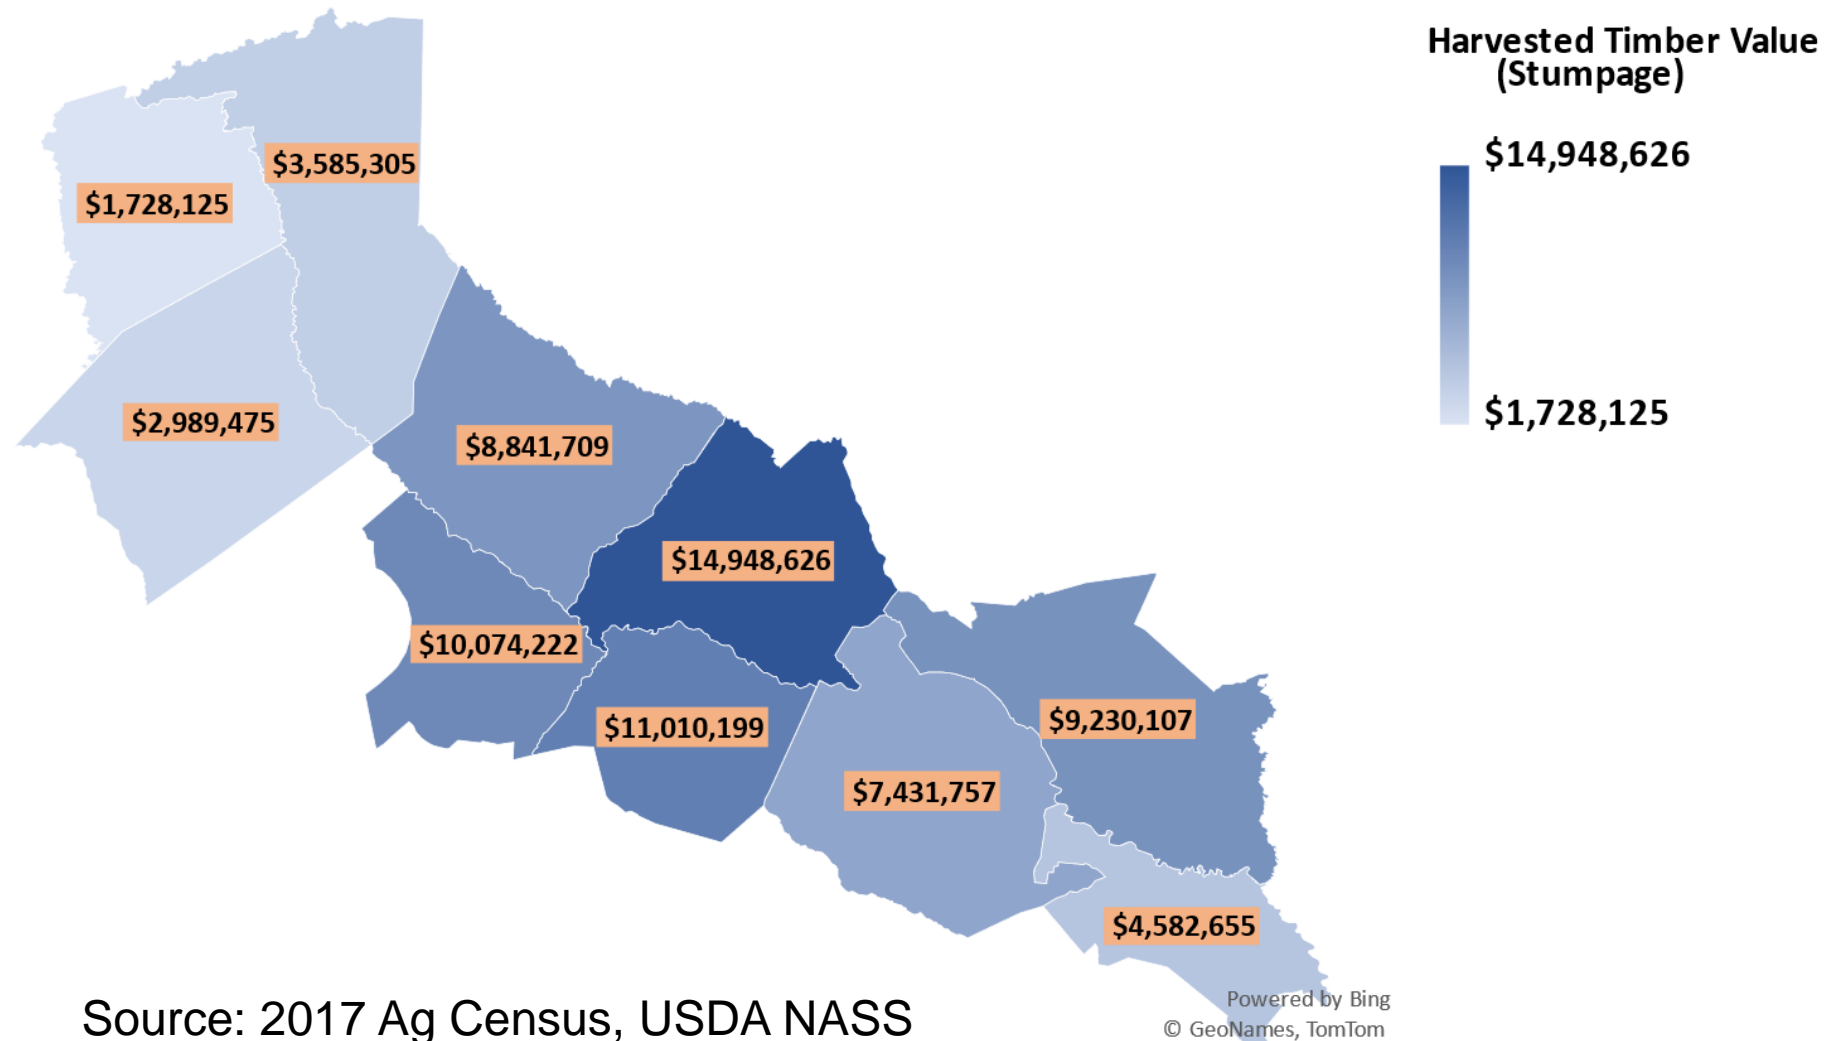 Harvested Timber Value
(Stumpage)
$14,948,626
$1,728,125
$3,585,305
$1,728,125
$2,989,475
$8,841,709
$14,948,626
$10,074,222
$11,010,199
$9,230,107
$7,431,757
$4,582,655
Source: 2017 Ag Census, USDA NASS
Powered by Bing
© GeoNames, TomTom